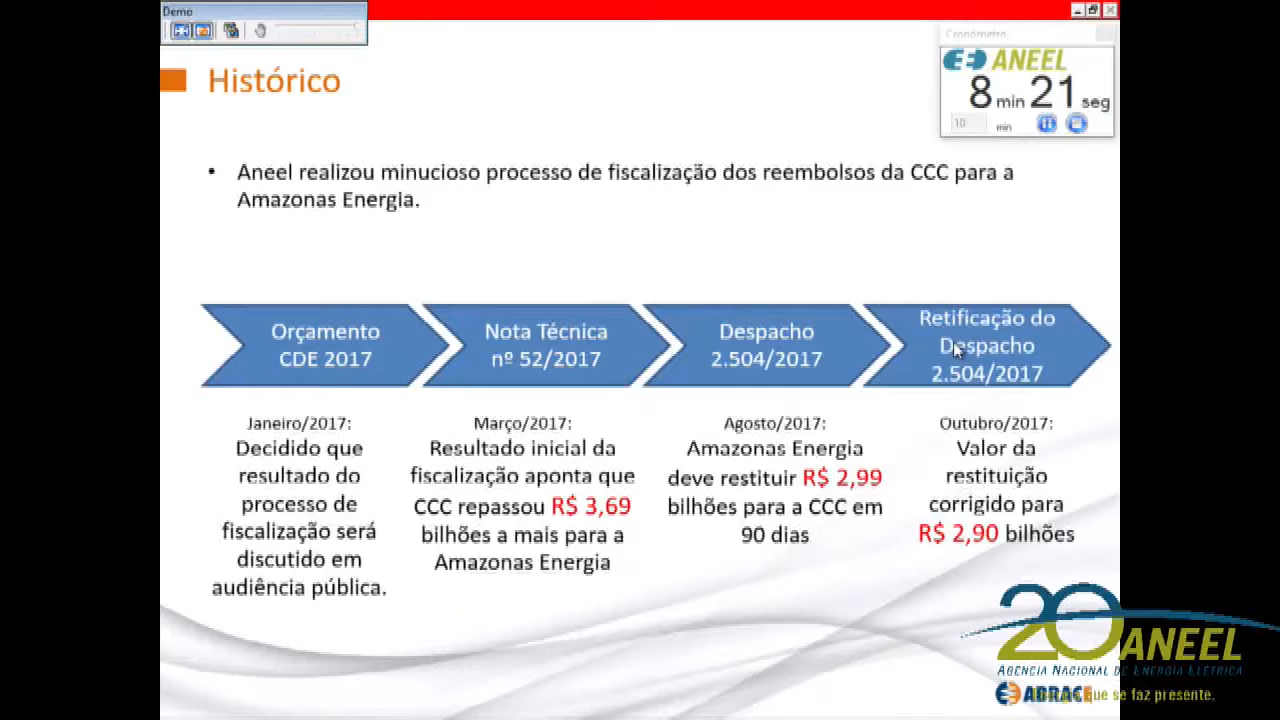 Demo
Cronômetro
ANEEL
8 min 21 seg
10 min
Histórico
• Aneel realizou minucioso processo de fiscalização dos reembolsos da CCC para a
Amazonas Energia.
Orçamento
CDE 2017
Nota Técnica
nº 52/2017
Despacho
2.504/2017
Retificação do
Despacho
2.504/2017
Janeiro/2017:
Decidido que
resultado do
processo de
fiscalização será
discutido em
audiência pública.
Março/2017:
Resultado inicial da
fiscalização aponta que
CCC repassou R$ 3,69
bilhões a mais para a
Amazonas Energia
Agosto/2017:
Amazonas Energia
deve restituir R$ 2,99
bilhões para a CCC em
90 dias
Outubro/2017:
Valor da
restituição
corrigido para
R$ 2,90 bilhões
20 ANEEL
AGÊNCIA NACIONAL DE ENERGIA ELÉTRICA
ABRACE
que se faz presente.